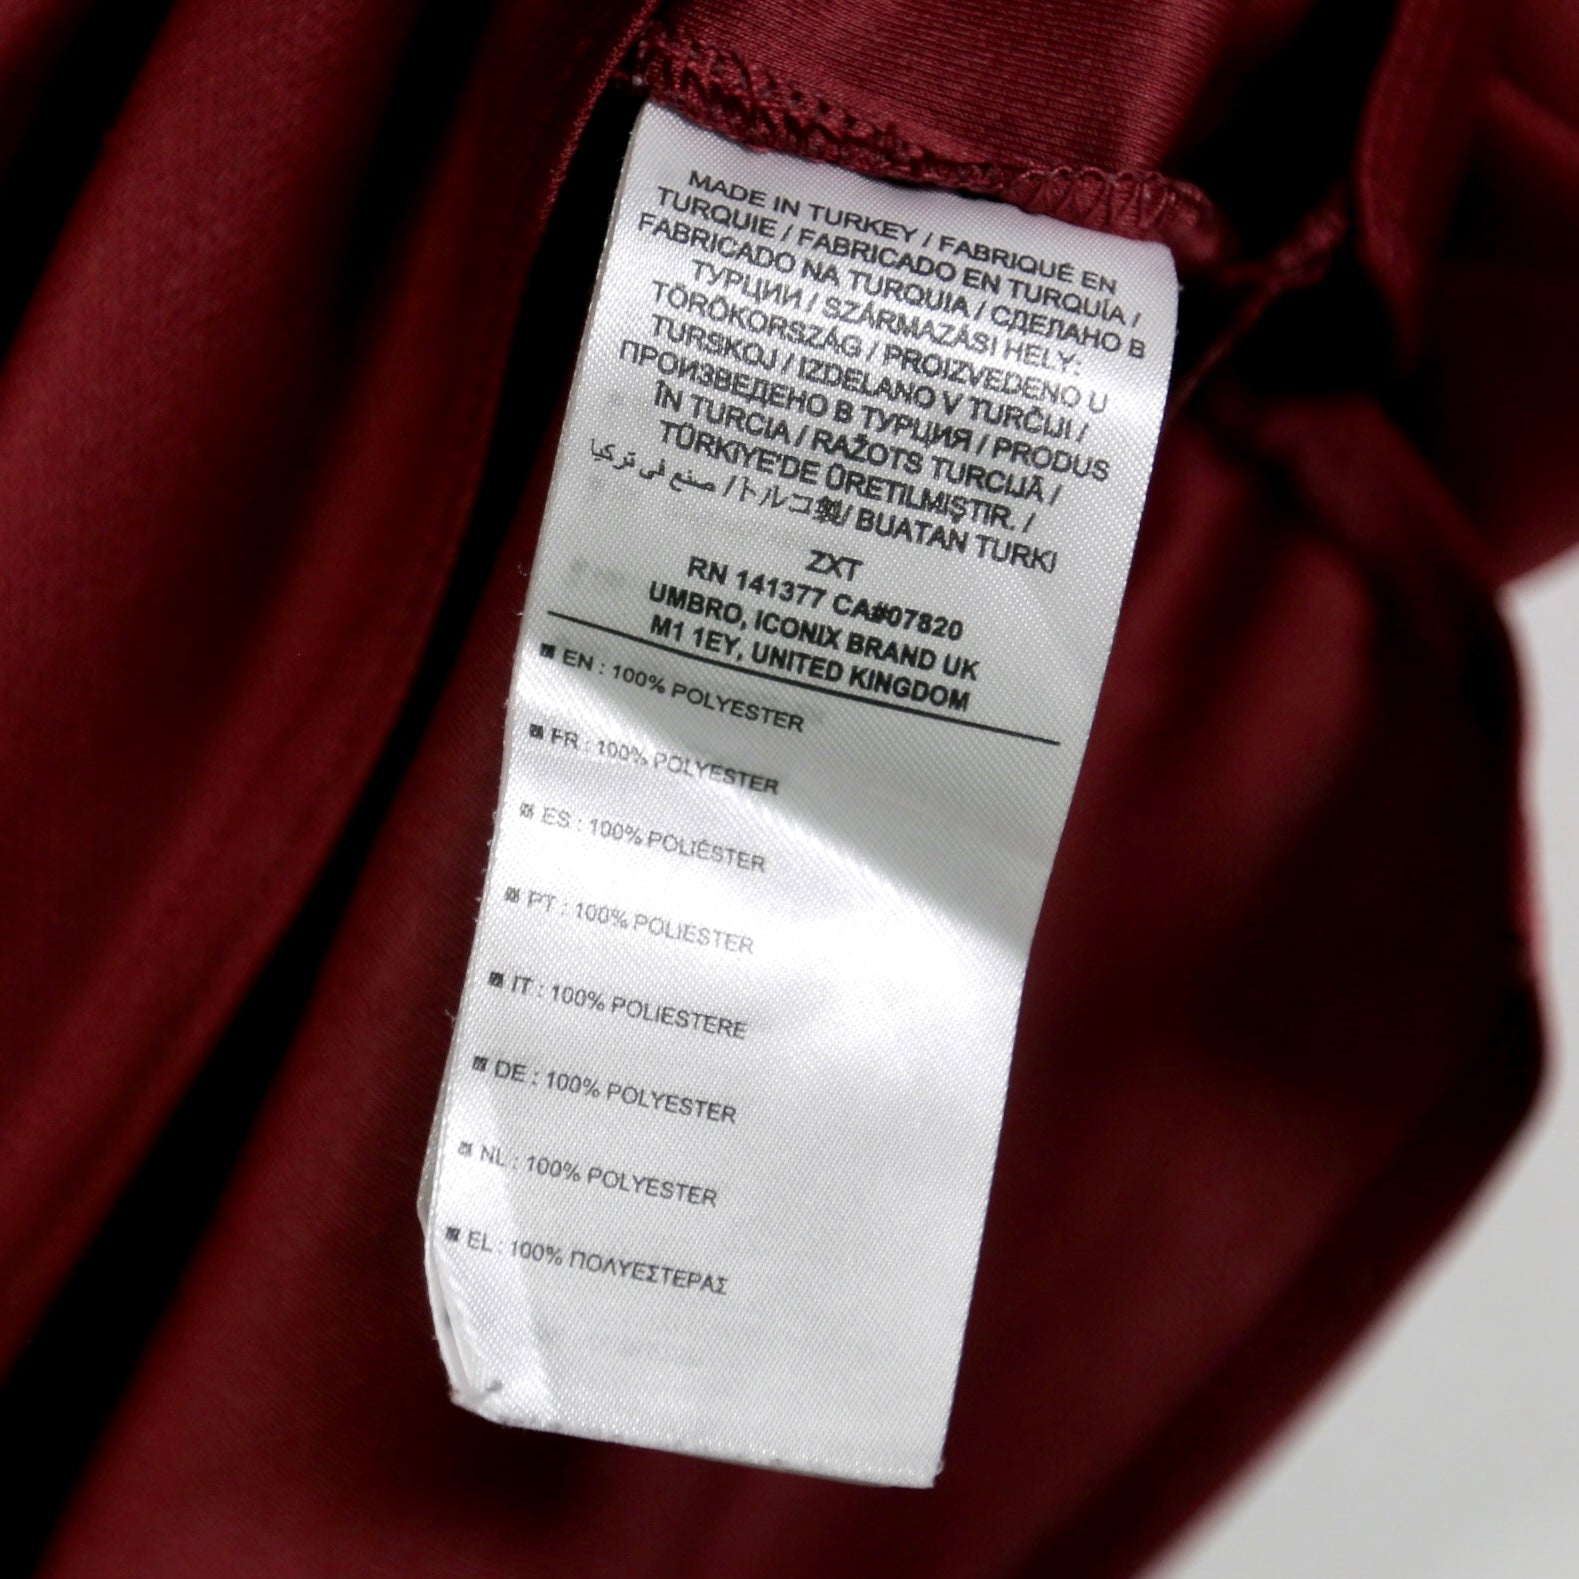 MADE IN TURKEY / FABRIQUÉ EN
TURQUIE / FABRICADO EN TURQUÍA /
FABRICADO NA TURQUIA / СДЕЛАНО В
ТУРЦИИ / SZÁRMAZÁSI HELY:
TÖRÖKORSZÁG / PROIZVEDENO U
TURSKOJ / IZDELANO V TURČIJI /
ПРОИЗВЕДЕНО В ТУРЦИЯ / PRODUS
ÎN TURCIA / RAŽOTS TURCIJĀ /
TÜRKIYE'DE ÜRETILMIŞTIR. /
صنع في تركيا /トルコ製/ BUATAN TURKI
ZXT
RN 141377 CA#07820
UMBRO, ICONIX BRAND UK
M1 1EY, UNITED KINGDOM
EN : 100% POLYESTER
FR : 100% POLYESTER
ES : 100% POLIÉSTER
PT : 100% POLIESTER
IT : 100% POLIESTERE
DE : 100% POLYESTER
NL : 100% POLYESTER
EL : 100% ΠΟΛΥΕΣΤΕΡΑΣ